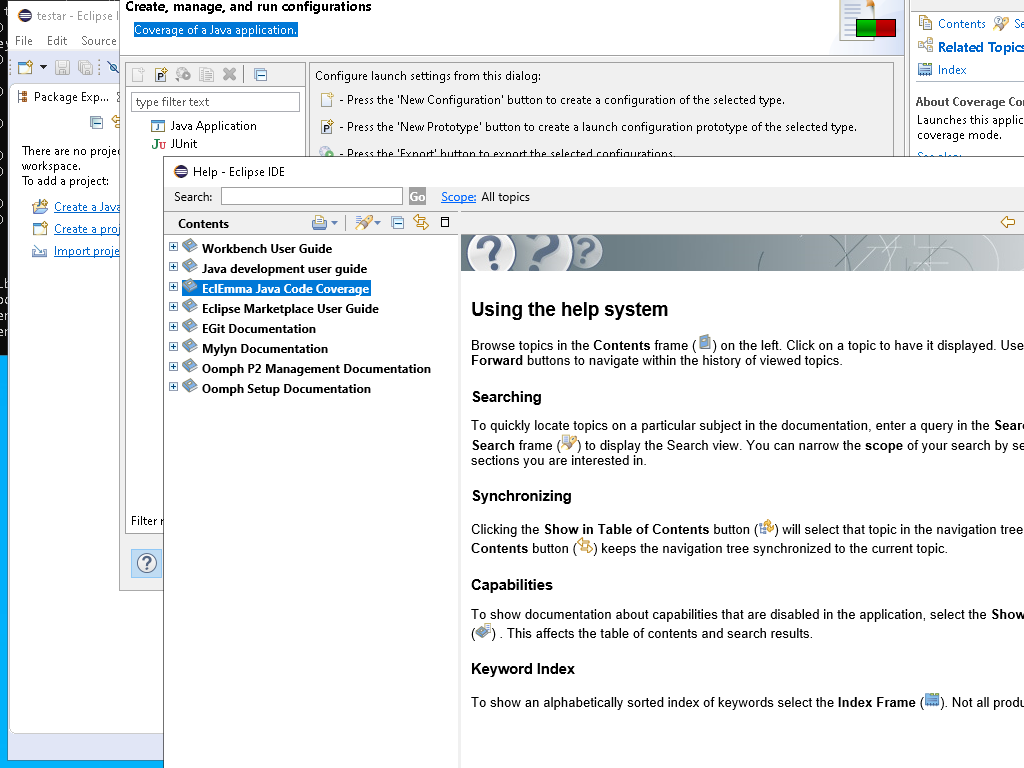 testar - Eclipse I
File Edit Source
Package Exp...
There are no projec
workspace.
To add a project:
Create a Java
Create a proj
Import proje
Create, manage, and run configurations
Coverage of a Java application.
type filter text
Java Application
JUnit
Filter
Configure launch settings from this dialog:
- Press the 'New Configuration' button to create a configuration of the selected type.
- Press the 'New Prototype' button to create a launch configuration prototype of the selected type.
- Press the 'Export' button to export the selected configurations.
Contents Se
Related Topics
Index
About Coverage Co
Launches this applic
coverage mode.
See also:
Help - Eclipse IDE
Search: Go Scope: All topics
Contents
Workbench User Guide
Java development user guide
EclEmma Java Code Coverage
Eclipse Marketplace User Guide
EGit Documentation
Mylyn Documentation
Oomph P2 Management Documentation
Oomph Setup Documentation
Using the help system
Browse topics in the Contents frame ( ) on the left. Click on a topic to have it displayed. Use
Forward buttons to navigate within the history of viewed topics.
Searching
To quickly locate topics on a particular subject in the documentation, enter a query in the Sear
Search frame ( ) to display the Search view. You can narrow the scope of your search by se
sections you are interested in.
Synchronizing
Clicking the Show in Table of Contents button ( ) will select that topic in the navigation tree
Contents button ( ) keeps the navigation tree synchronized to the current topic.
Capabilities
To show documentation about capabilities that are disabled in the application, select the Show
( ) . This affects the table of contents and search results.
Keyword Index
To show an alphabetically sorted index of keywords select the Index Frame ( ). Not all produ